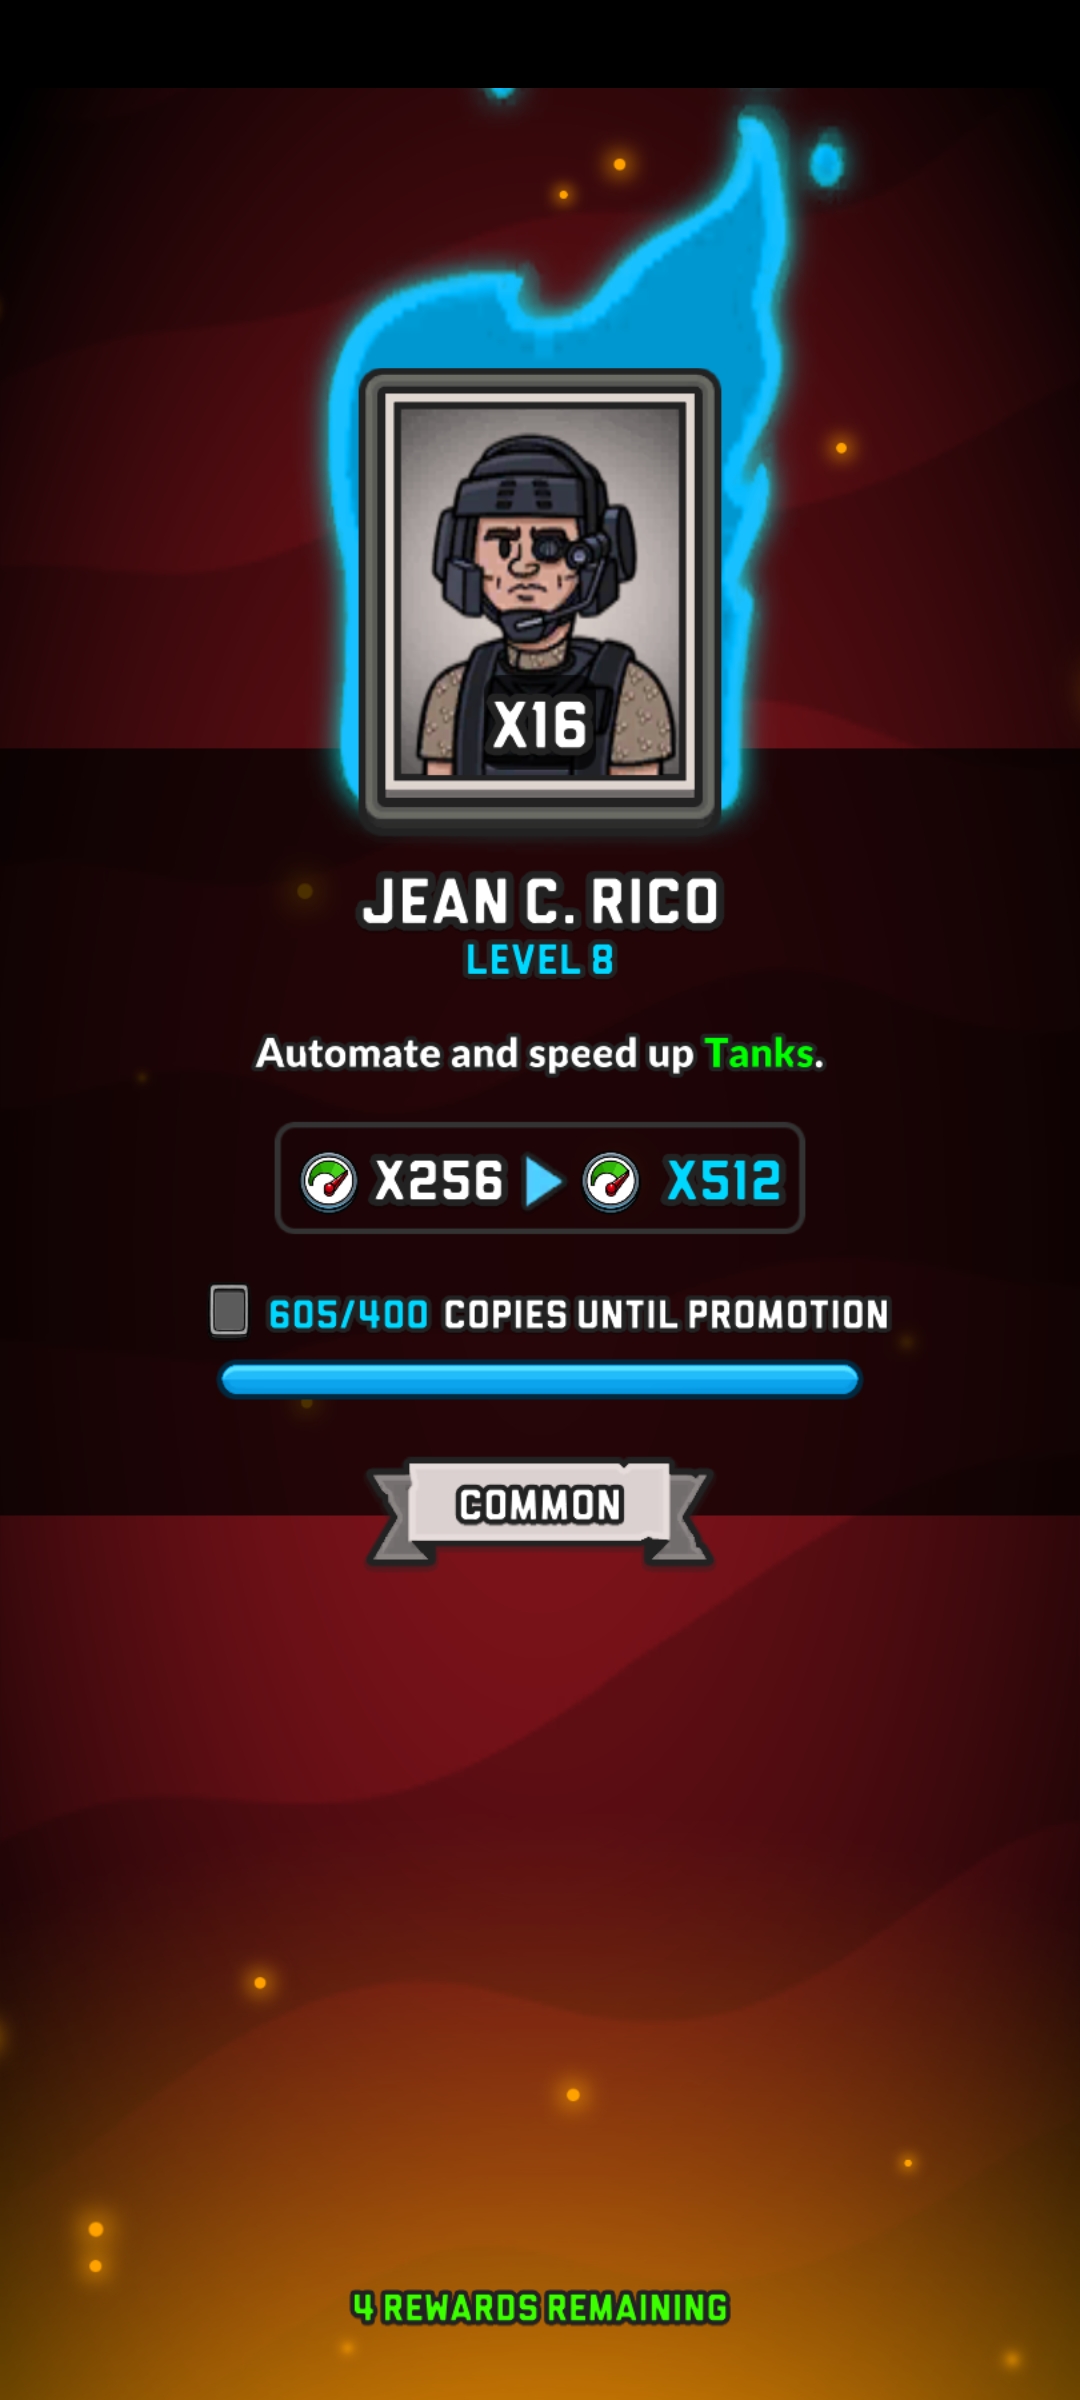 X16
JEAN C. RICO
LEVEL 8
Automate and speed up Tanks.
X256 X512
605/400 COPIES UNTIL PROMOTION
COMMON
4 REWARDS REMAINING